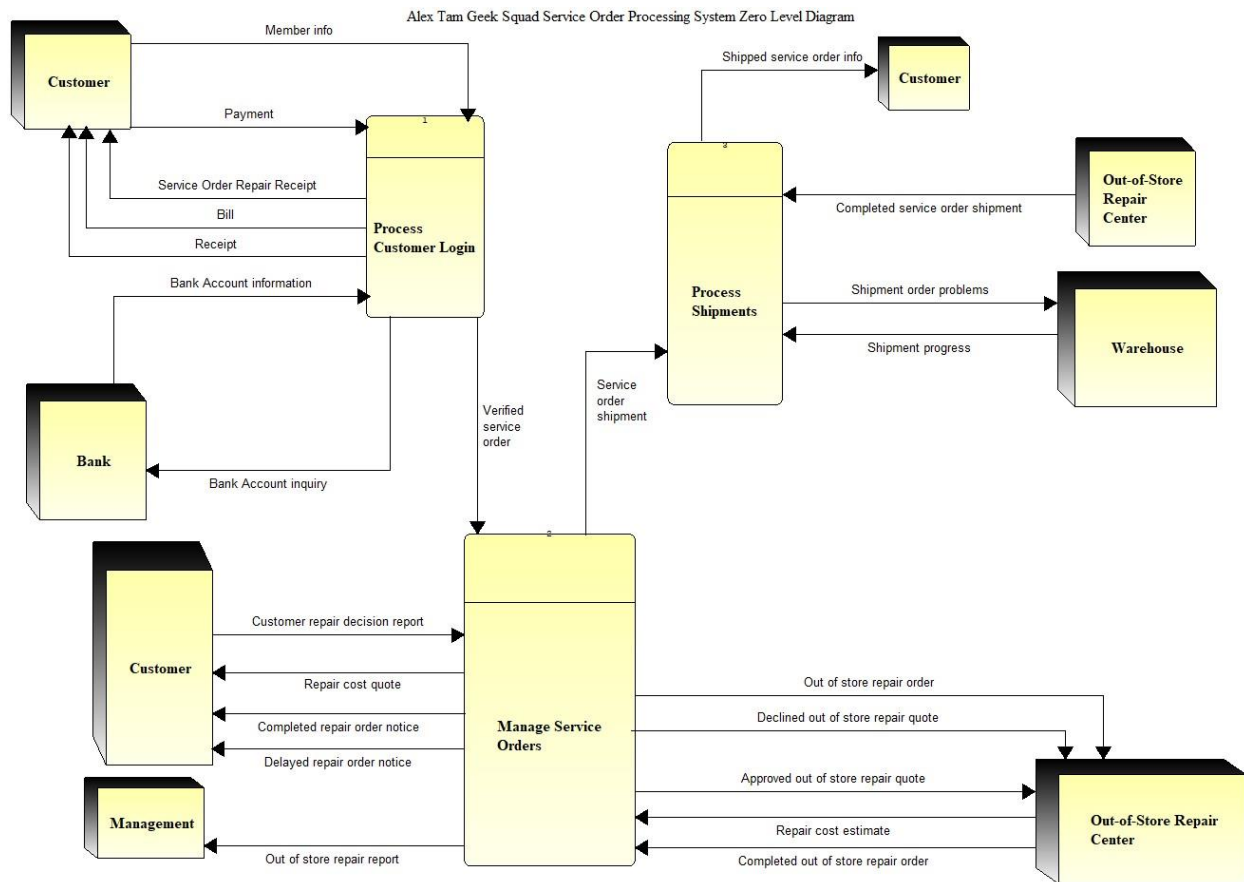 Alex Tam Geek Squad Service Order Processing System Zero Level Diagram
Member info
Customer
Payment
1
Service Order Repair Receipt
Bill
Receipt
Process
Customer Login
Bank Account information
Bank
Bank Account inquiry
Verified
service
order
Shipped service order info
Customer
3
Out-of-Store
Repair
Center
Completed service order shipment
Process
Shipments
Shipment order problems
Warehouse
Shipment progress
Service
order
shipment
2
Customer repair decision report
Customer
Repair cost quote
Completed repair order notice
Delayed repair order notice
Manage Service
Orders
Management
Out of store repair report
Out of store repair order
Declined out of store repair quote
Approved out of store repair quote
Repair cost estimate
Completed out of store repair order
Out-of-Store Repair
Center